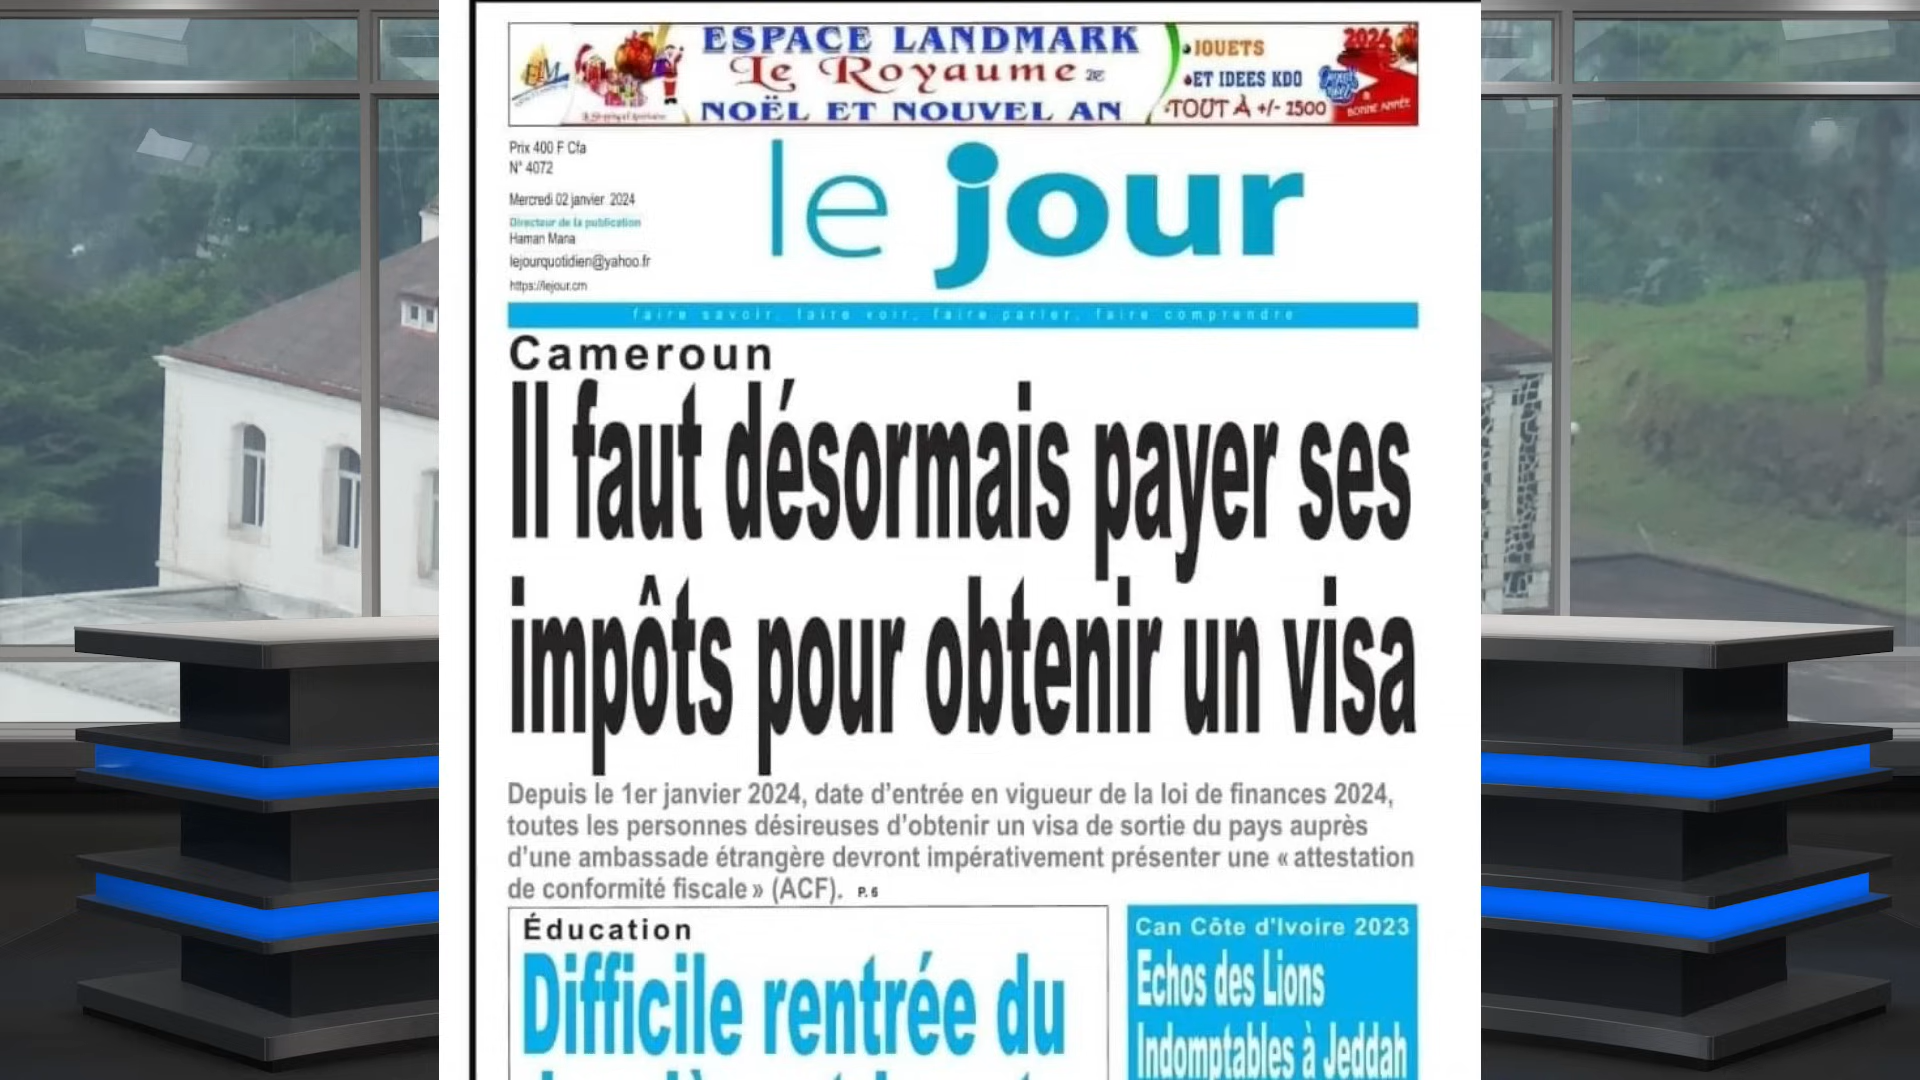 ESPACE LANDMARK
Le Royaume DE
NOËL ET NOUVEL AN
•JOUETS
•ET IDEES KDO
•TOUT À +/- 1500
2024
BONNE ANNÉE
Prix 400 F Cfa
N° 4072
Mercredi 02 janvier 2024
Directeur de la publication
Haman Mana
lejourquotidien@yahoo.fr
https://lejour.cm
le jour
faire savoir, faire voir, faire parler, faire comprendre
Cameroun
Il faut désormais payer ses
impôts pour obtenir un visa
Depuis le 1er janvier 2024, date d’entrée en vigueur de la loi de finances 2024,
toutes les personnes désireuses d’obtenir un visa de sortie du pays auprès
d’une ambassade étrangère devront impérativement présenter une « attestation
de conformité fiscale » (ACF). P. 6
Éducation
Difficile rentrée du
Can Côte d'Ivoire 2023
Echos des Lions
Indomptables à Jeddah